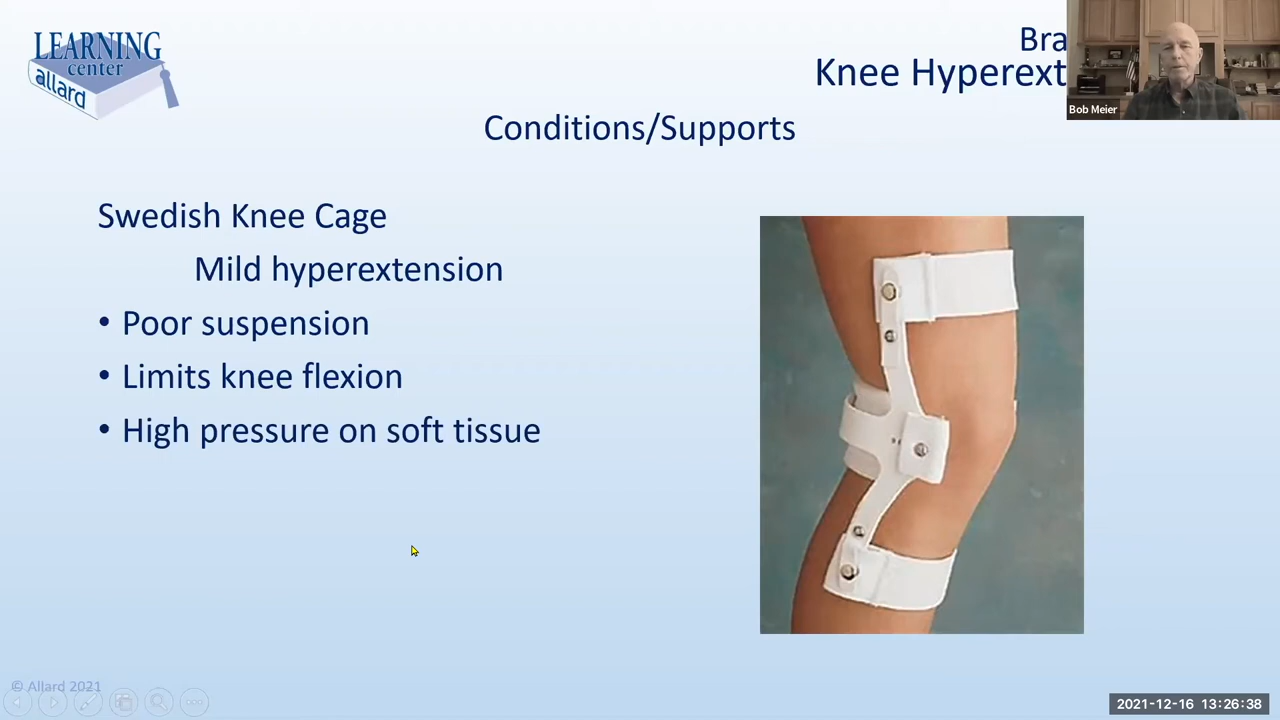 LEARNING
center
allard
Bra
Knee Hyperext
Bob Meier
Conditions/Supports
Swedish Knee Cage
Mild hyperextension
• Poor suspension
• Limits knee flexion
• High pressure on soft tissue
© Allard 2021
2021-12-16 13:26:38